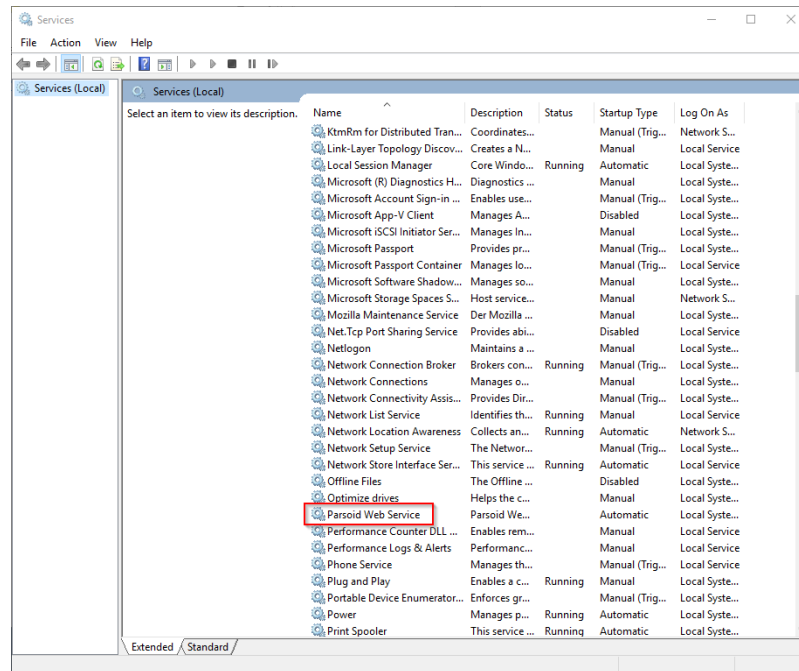 Services
File Action View Help
Services (Local)
Services (Local)
Select an item to view its description.
Name Description Status Startup Type Log On As
KtmRm for Distributed Tran... Coordinates... Manual (Trig... Network S...
Link-Layer Topology Discov... Creates a N... Manual Local Service
Local Session Manager Core Windo... Running Automatic Local Syste...
Microsoft (R) Diagnostics H... Diagnostics ... Manual Local Syste...
Microsoft Account Sign-in ... Enables use... Manual (Trig... Local Syste...
Microsoft App-V Client Manages A... Disabled Local Syste...
Microsoft iSCSI Initiator Ser... Manages In... Manual Local Syste...
Microsoft Passport Provides pr... Manual (Trig... Local Syste...
Microsoft Passport Container Manages lo... Manual (Trig... Local Service
Microsoft Software Shadow... Manages so... Manual Local Syste...
Microsoft Storage Spaces S... Host service... Manual Network S...
Mozilla Maintenance Service Der Mozilla ... Manual Local Syste...
Net.Tcp Port Sharing Service Provides abi... Disabled Local Service
Netlogon Maintains a ... Manual Local Syste...
Network Connection Broker Brokers con... Running Manual (Trig... Local Syste...
Network Connections Manages o... Manual Local Syste...
Network Connectivity Assis... Provides Dir... Manual (Trig... Local Syste...
Network List Service Identifies th... Running Manual Local Service
Network Location Awareness Collects an... Running Automatic Network S...
Network Setup Service The Networ... Manual (Trig... Local Syste...
Network Store Interface Ser... This service ... Running Automatic Local Service
Offline Files The Offline ... Disabled Local Syste...
Optimize drives Helps the c... Manual Local Syste...
Parsoid Web Service Parsoid We... Automatic Local Syste...
Performance Counter DLL ... Enables rem... Manual Local Service
Performance Logs & Alerts Performanc... Manual Local Service
Phone Service Manages th... Manual (Trig... Local Service
Plug and Play Enables a c... Running Manual Local Syste...
Portable Device Enumerator... Enforces gr... Manual (Trig... Local Syste...
Power Manages p... Running Automatic Local Syste...
Print Spooler This service ... Running Automatic Local Syste...
Extended Standard